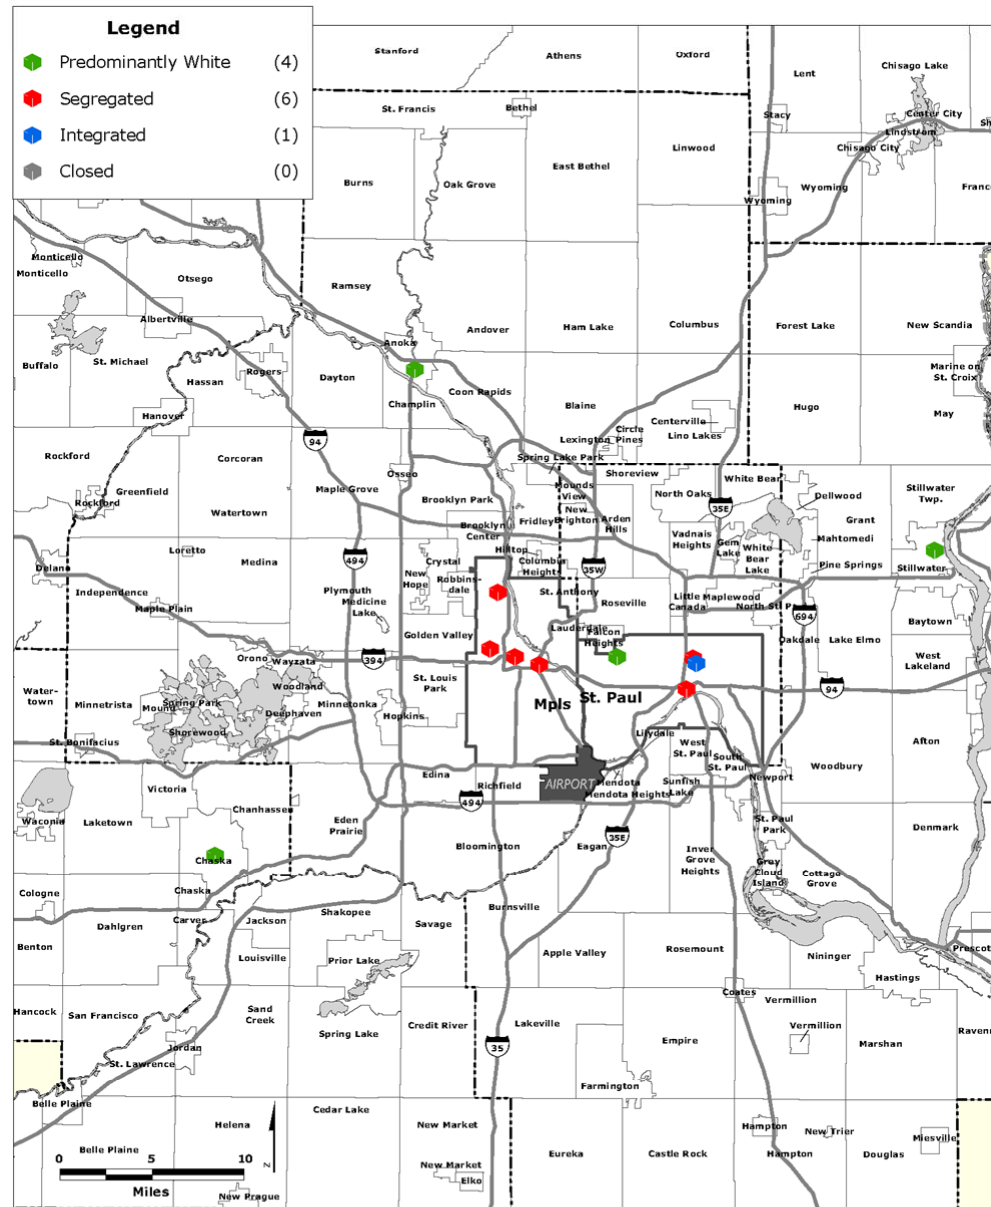 Legend
Predominantly White (4)
Segregated (6)
Integrated (1)
Closed (0)
Stanford
Athens
Oxford
Lent
Chisago Lake
St. Francis
Bethel
Stacy
Center City
Lindstrom
Chisago City
Linwood
East Bethel
Burns
Oak Grove
Wyoming
Wyoming
Franc
Monticello
Monticello
Otsego
Ramsey
Albertville
Andover
Ham Lake
Columbus
Forest Lake
New Scandia
Anoka
Buffalo
St. Michael
Hassan
Rogers
Dayton
Coon Rapids
Marine on
St. Croix
Champlin
Blaine
Hugo
May
Hanover
Centerville
Circle
Pines
Lexington
Lino Lakes
94
Rockford
Corcoran
Spring Lake Park
Osseo
Shoreview
White Bear
Maple Grove
Mounds
View
North Oaks
Dellwood
Stillwater
Twp.
Rockford
Greenfield
Brooklyn Park
35E
Watertown
New
Brighton
Arden
Hills
Grant
Fridley
Brooklyn
Center
Vadnais
Heights
Mahtomedi
Gem
Lake
White
Bear
Lake
Hilltop
Loretto
Medina
494
Crystal
Columbus
Heights
35W
Pine Springs
Stillwater
Delano
New
Hope
Robbins-
dale
Independence
Plymouth
St. Anthony
Little
Canada
Maplewood
Medicine
Lake
Roseville
North St. P
694
Maple Plain
Baytown
Golden Valley
Lauderdale
Falcon
Heights
Oakdale
Lake Elmo
Orono
Wayzata
394
West
Lakeland
St. Louis
Park
Woodland
94
Water-
town
Minnetrista
Mound
Spring Park
Deephaven
Minnetonka
Hopkins
Mpls
St. Paul
Shorewood
Lilydale
St. Bonifacius
West
St. Paul
South
St. Paul
Afton
Edina
Richfield
AIRPORT
Mendota
Mendota Heights
Sunfish
Lake
Newport
Woodbury
Victoria
Chanhassen
494
Waconia
Laketown
Eden
Prairie
St. Paul
Park
Denmark
35E
Bloomington
Eagan
Chaska
Inver
Grove
Heights
Grey
Cloud
Island
Cottage
Grove
Cologne
Chaska
Burnsville
Carver
Jackson
Shakopee
Dahlgren
Savage
Benton
Louisville
Prior Lake
Apple Valley
Rosemount
Nininger
Prescot
Hastings
Coates
Vermillion
Hancock
San Francisco
Sand
Creek
Spring Lake
Credit River
Lakeville
Vermillion
Raven
Empire
Marshan
35
Jordan
St. Lawrence
Farmington
Belle Plaine
Cedar Lake
Helena
New Market
Hampton
New Trier
Miesville
Belle Plaine
Eureka
Castle Rock
Hampton
Douglas
0 5 10
Miles
N
New Market
Elko
New Prague